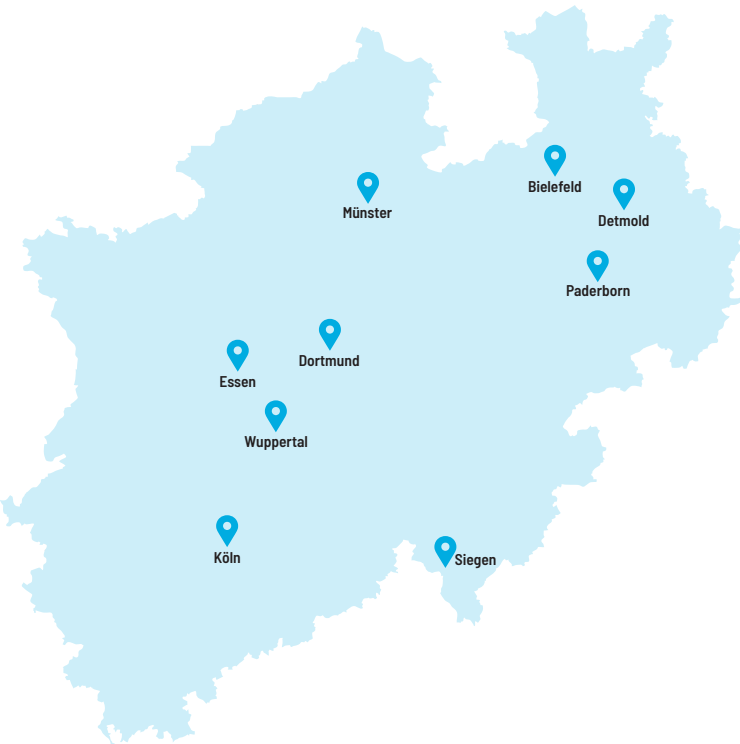 Bielefeld
Münster
Detmold
Paderborn
Dortmund
Essen
Wuppertal
Köln
Siegen